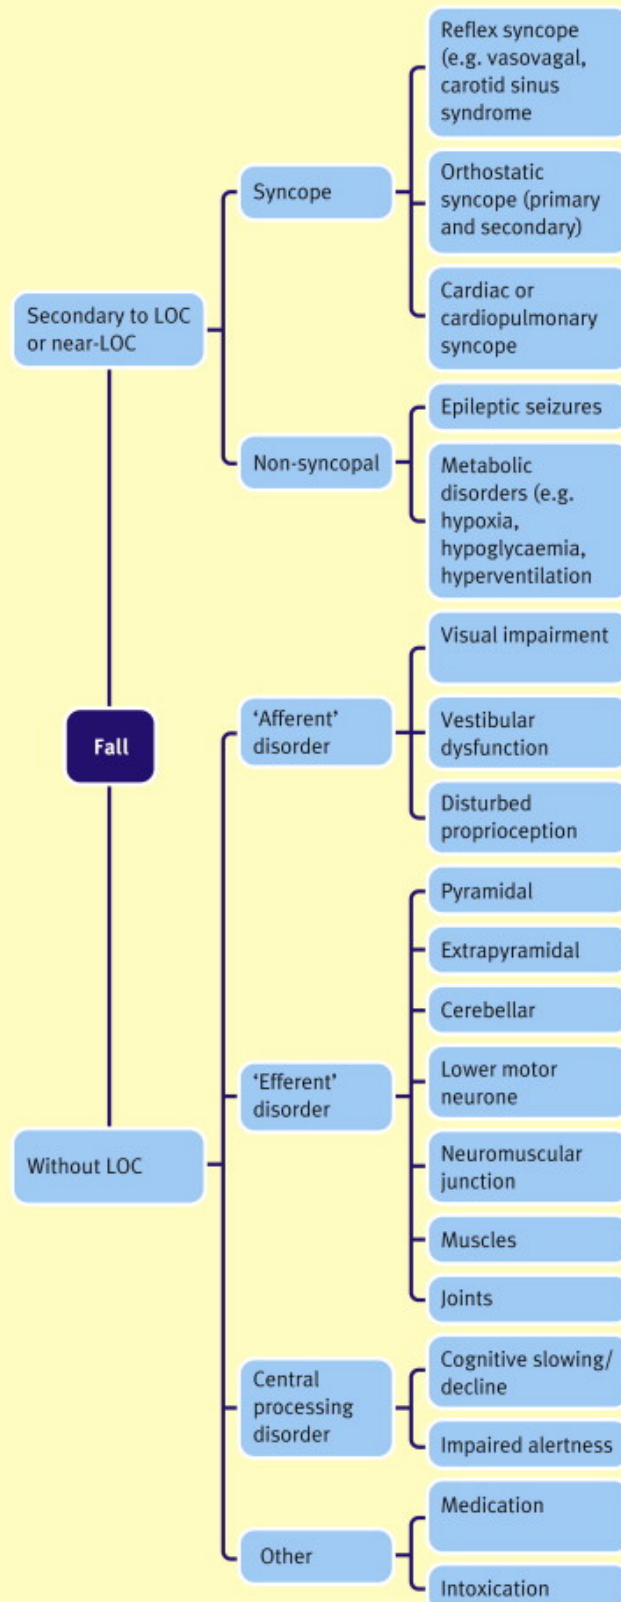 Reflex syncope
(e.g. vasovagal,
carotid sinus
syndrome
Syncope
Orthostatic
syncope (primary
and secondary)
Cardiac or
cardiopulmonary
syncope
Secondary to LOC
or near-LOC
Epileptic seizures
Non-syncopal
Metabolic
disorders (e.g.
hypoxia,
hypoglycaemia,
hyperventilation
Visual impairment
'Afferent'
disorder
Vestibular
dysfunction
Fall
Disturbed
proprioception
Pyramidal
Extrapyramidal
Cerebellar
'Efferent'
disorder
Lower motor
neurone
Without LOC
Neuromuscular
junction
Muscles
Joints
Central
processing
disorder
Cognitive slowing/
decline
Impaired alertness
Medication
Other
Intoxication